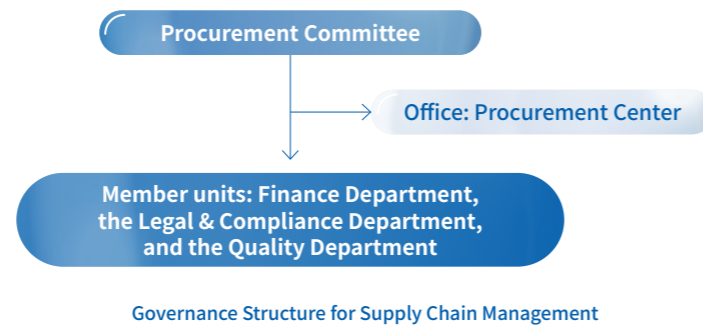 Procurement Committee
Office: Procurement Center
Member units: Finance Department,
the Legal & Compliance Department,
and the Quality Department
Governance Structure for Supply Chain Management